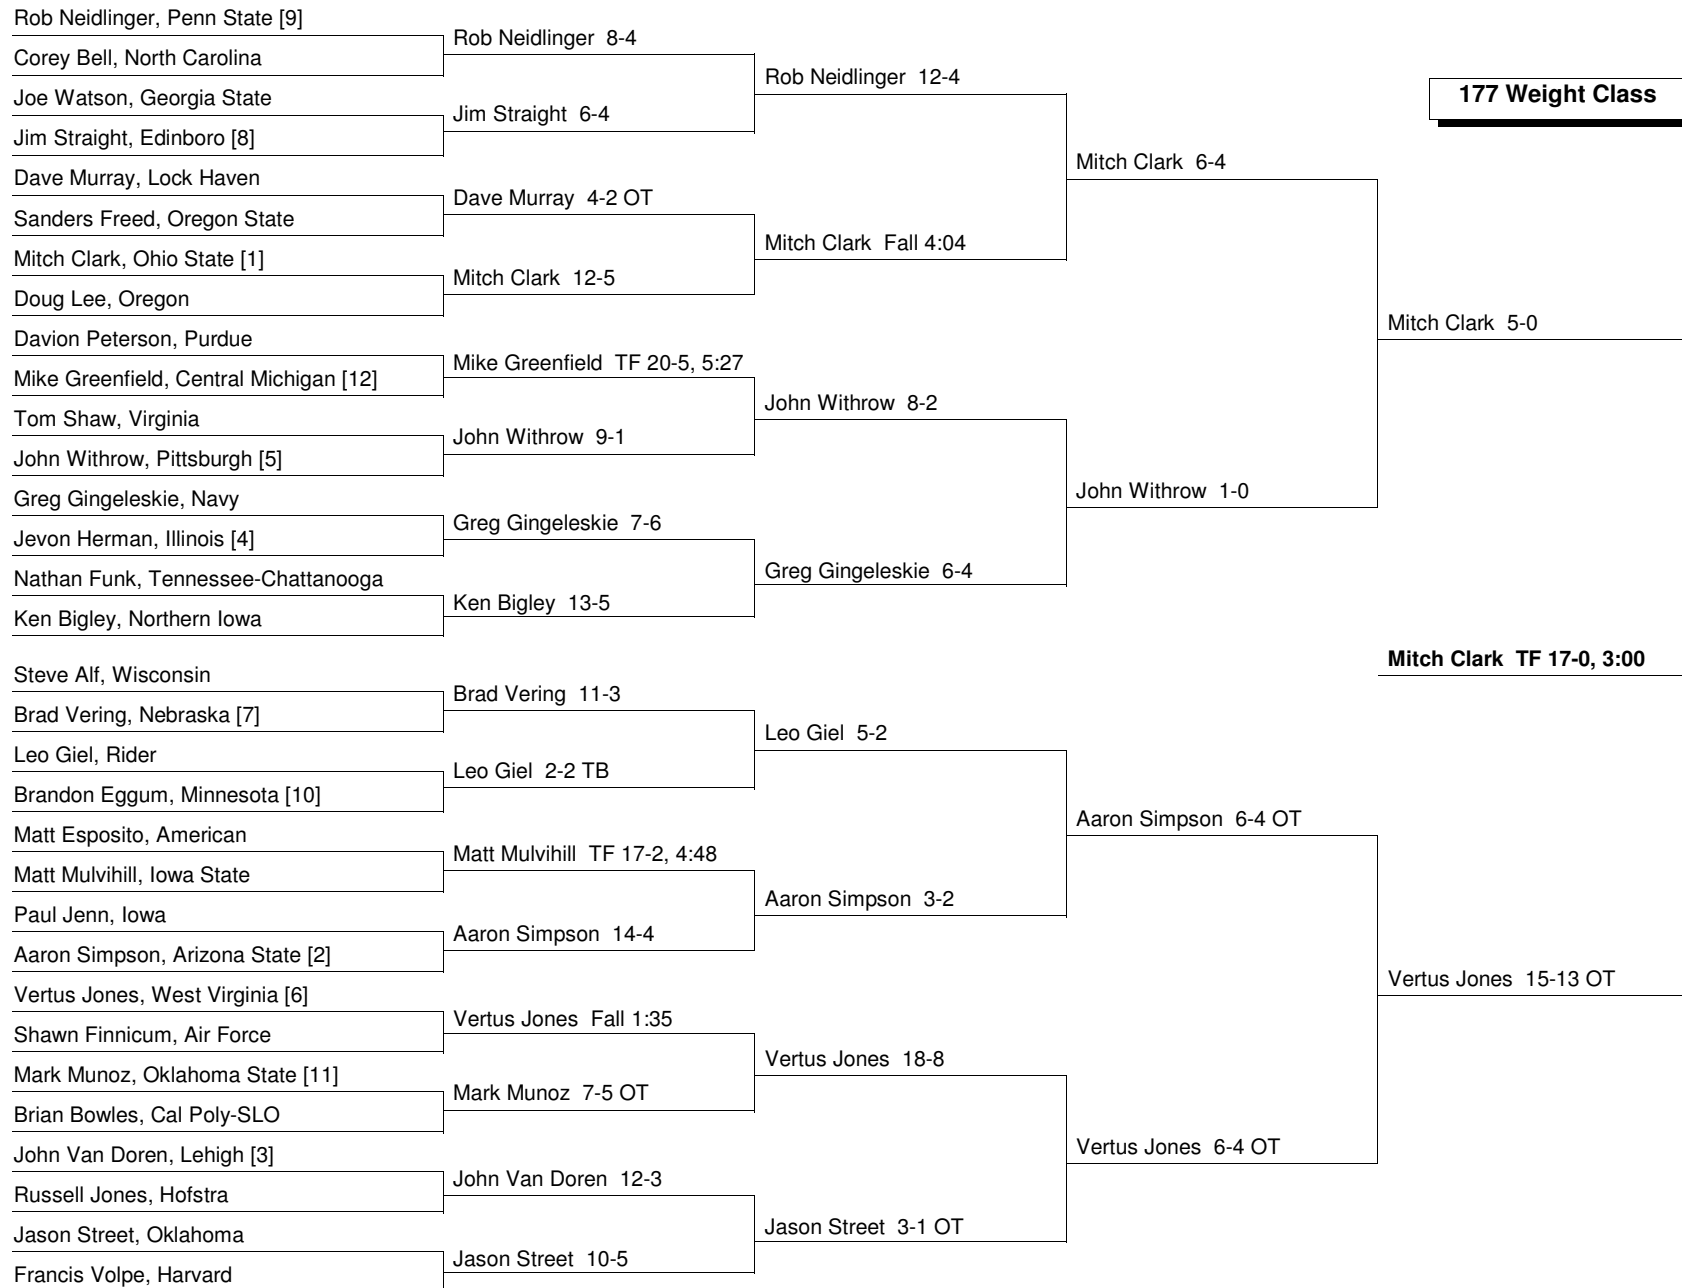 Rob Neidlinger, Penn State [9]
Corey Bell, North Carolina
Joe Watson, Georgia State
Jim Straight, Edinboro [8]
Dave Murray, Lock Haven
Sanders Freed, Oregon State
Mitch Clark, Ohio State [1]
Doug Lee, Oregon
Davion Peterson, Purdue
Mike Greenfield, Central Michigan [12]
Tom Shaw, Virginia
John Withrow, Pittsburgh [5]
Greg Gingeleskie, Navy
Jevon Herman, Illinois [4]
Nathan Funk, Tennessee-Chattanooga
Ken Bigley, Northern Iowa
Steve Alf, Wisconsin
Brad Vering, Nebraska [7]
Leo Giel, Rider
Brandon Eggum, Minnesota [10]
Matt Esposito, American
Matt Mulvihill, Iowa State
Paul Jenn, Iowa
Aaron Simpson, Arizona State [2]
Vertus Jones, West Virginia [6]
Shawn Finnicum, Air Force
Mark Munoz, Oklahoma State [11]
Brian Bowles, Cal Poly-SLO
John Van Doren, Lehigh [3]
Russell Jones, Hofstra
Jason Street, Oklahoma
Francis Volpe, Harvard
Rob Neidlinger 8-4
Jim Straight 6-4
Dave Murray 4-2 OT
Mitch Clark 12-5
Mike Greenfield TF 20-5, 5:27
John Withrow 9-1
Greg Gingeleskie 7-6
Ken Bigley 13-5
Brad Vering 11-3
Leo Giel 2-2 TB
Matt Mulvihill TF 17-2, 4:48
Aaron Simpson 14-4
Vertus Jones Fall 1:35
Mark Munoz 7-5 OT
John Van Doren 12-3
Jason Street 10-5
Rob Neidlinger 12-4
Mitch Clark Fall 4:04
John Withrow 8-2
Greg Gingeleskie 6-4
Leo Giel 5-2
Aaron Simpson 3-2
Vertus Jones 18-8
Jason Street 3-1 OT
Mitch Clark 6-4
John Withrow 1-0
Aaron Simpson 6-4 OT
Vertus Jones 6-4 OT
177 Weight Class
Mitch Clark 5-0
Mitch Clark TF 17-0, 3:00
Vertus Jones 15-13 OT